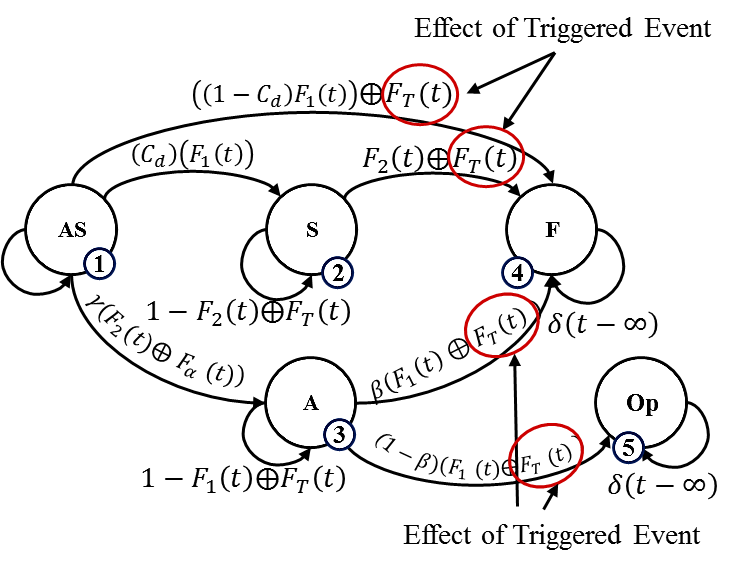 Effect of Triggered Event
((1 − C_d)F_1(t))⊕F_T(t)
(C_d)(F_1(t))
F_2(t)⊕F_T(t)
AS
1
S
2
F
4
1 − F_2(t)⊕F_T(t)
δ(t − ∞)
γ(F_2(t)⊕ F_α (t))
β(F_1(t) ⊕ F_T(t))
A
3
Op
5
(1 − β)(F_1 (t)⊕F_T (t))
1 − F_1(t)⊕F_T(t)
δ(t − ∞)
Effect of Triggered Event